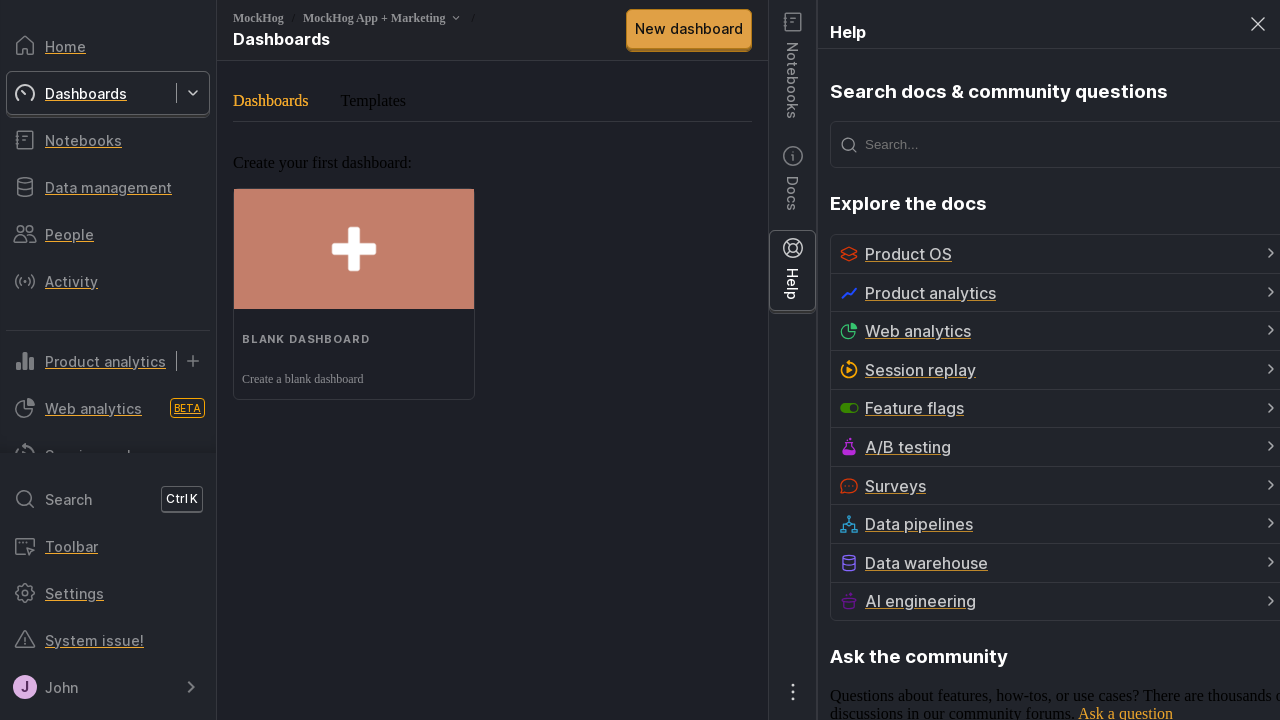 Home
Dashboards
Notebooks
Data management
People
Activity
Product analytics
Web analytics
BETA
Search
Ctrl K
Toolbar
Settings
System issue!
J
John
MockHog / MockHog App + Marketing /
Dashboards
New dashboard
Dashboards
Templates
Create your first dashboard:
BLANK DASHBOARD
Create a blank dashboard
Notebooks
Docs
Help
Help
Search docs & community questions
Search...
Explore the docs
Product OS
Product analytics
Web analytics
Session replay
Feature flags
A/B testing
Surveys
Data pipelines
Data warehouse
AI engineering
Ask the community
Questions about features, how-tos, or use cases? There are thousands
discussions in our community forums. Ask a question